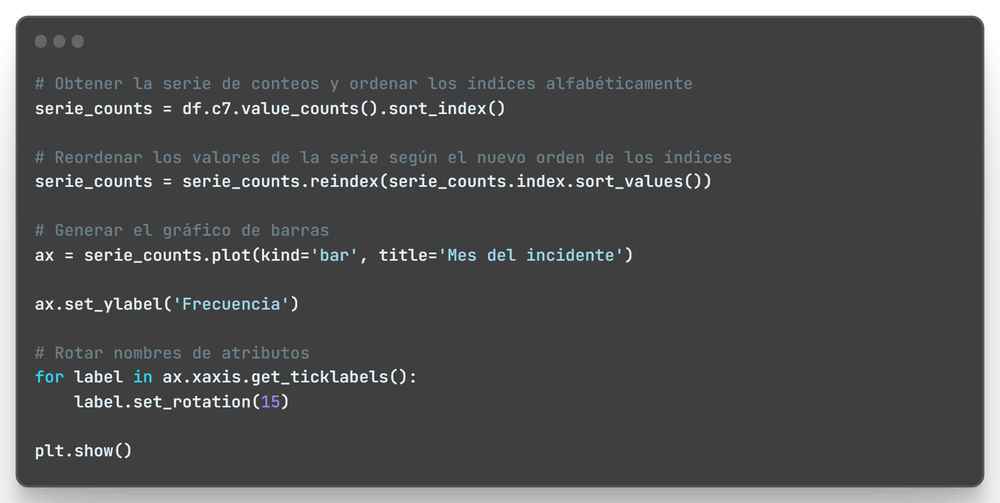 # Obtener la serie de conteos y ordenar los índices alfabéticamente
serie_counts = df.c7.value_counts().sort_index()
# Reordenar los valores de la serie según el nuevo orden de los índices
serie_counts = serie_counts.reindex(serie_counts.index.sort_values())
# Generar el gráfico de barras
ax = serie_counts.plot(kind='bar', title='Mes del incidente')
ax.set_ylabel('Frecuencia')
# Rotar nombres de atributos
for label in ax.xaxis.get_ticklabels():
    label.set_rotation(15)
plt.show()